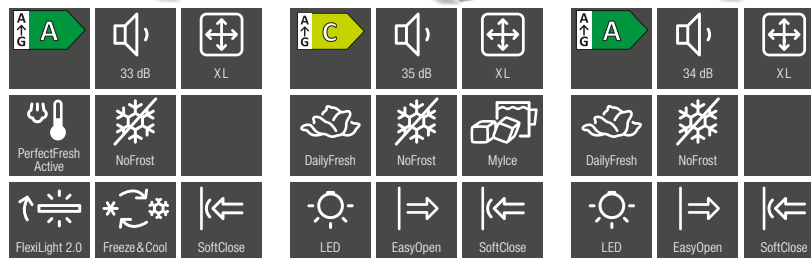 A
↑
G
A
33 dB
XL
PerfectFresh
Active
NoFrost
FlexiLight 2.0
Freeze & Cool
SoftClose
A
↑
G
C
35 dB
XL
DailyFresh
NoFrost
MyIce
LED
EasyOpen
SoftClose
A
↑
G
A
34 dB
XL
DailyFresh
NoFrost
LED
EasyOpen
SoftClose